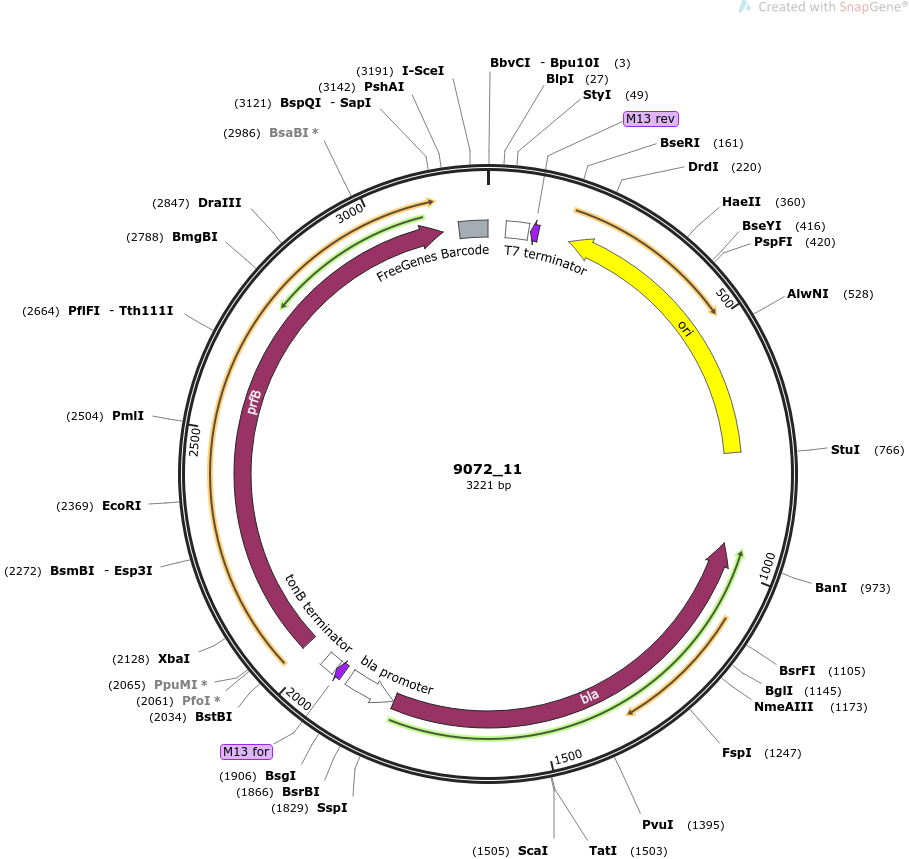 Created with SnapGene®
(3191) I-SceI
(3142) PshAI
(3121) BspQI - SapI
(2986) BsaBI *
BbvCI - Bpu10I (3)
BlpI (27)
StyI (49)
M13 rev
BseRI (161)
DrdI (220)
HaeII (360)
BseYI (416)
PspFI (420)
AlwNI (528)
StuI (766)
BanI (973)
BsrFI (1105)
BglI (1145)
NmeAIII (1173)
FspI (1247)
PvuI (1395)
TatI (1503)
(1505) ScaI
(1829) SspI
(1866) BsrBI
(1906) BsgI
M13 for
(2034) BstBI
(2061) PfoI *
(2065) PpuMI *
(2128) XbaI
(2272) BsmBI - Esp3I
(2369) EcoRI
(2504) PmlI
(2664) PflFI - Tth111I
(2788) BmgBI
(2847) DraIII
3000
500
1000
1500
2000
2500
FreeGenes Barcode
T7 terminator
ori
prfB
tonB terminator
bla promoter
bla
9072_11
3221 bp